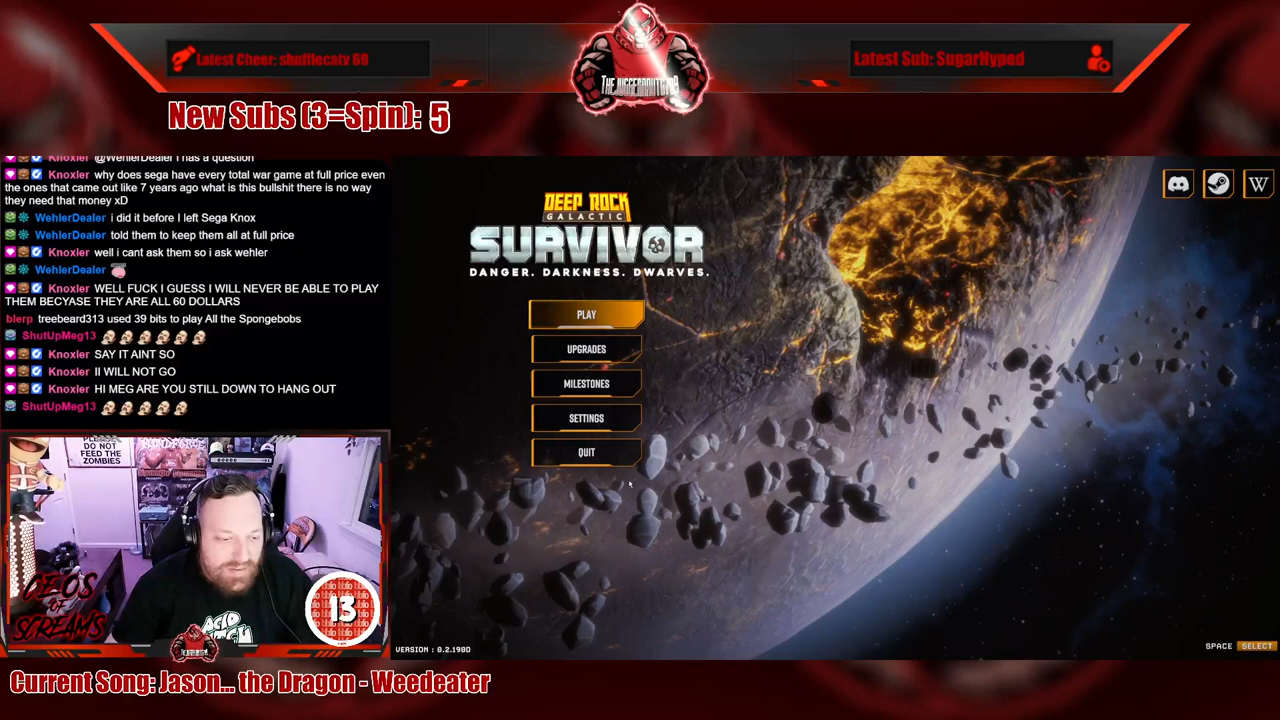 Latest Cheer: shufflecatv 69
THEJUGGERNAUTG789
Latest Sub: SugarHyped
New Subs (3=Spin): 5
Knoxler @WehlerDealer I has a question
Knoxler why does sega have every total war game at full price even
the ones that came out like 7 years ago what is this bullshit there is no way
they need that money xD
WehlerDealer i did it before I left Sega Knox
WehlerDealer told them to keep them all at full price
Knoxler well i cant ask them so i ask wehler
WehlerDealer
Knoxler WELL FUCK I GUESS I WILL NEVER BE ABLE TO PLAY
THEM BECYASE THEY ARE ALL 60 DOLLARS
blerp treebeard313 used 39 bits to play All the Spongebobs
ShutUpMeg13
Knoxler SAY IT AINT SO
Knoxler II WILL NOT GO
Knoxler HI MEG ARE YOU STILL DOWN TO HANG OUT
ShutUpMeg13
DEEP ROCK
GALACTIC
SURVIVOR
DANGER. DARKNESS. DWARVES.
PLAY
UPGRADES
MILESTONES
SETTINGS
QUIT
W
VERSION : 0.2.198D
SPACE SELECT
PLEASE
DO NOT
FEED THE
ZOMBIES
CEOS
OF
SCREAMS
ACID
13
Current Song: Jason... the Dragon - Weedeater